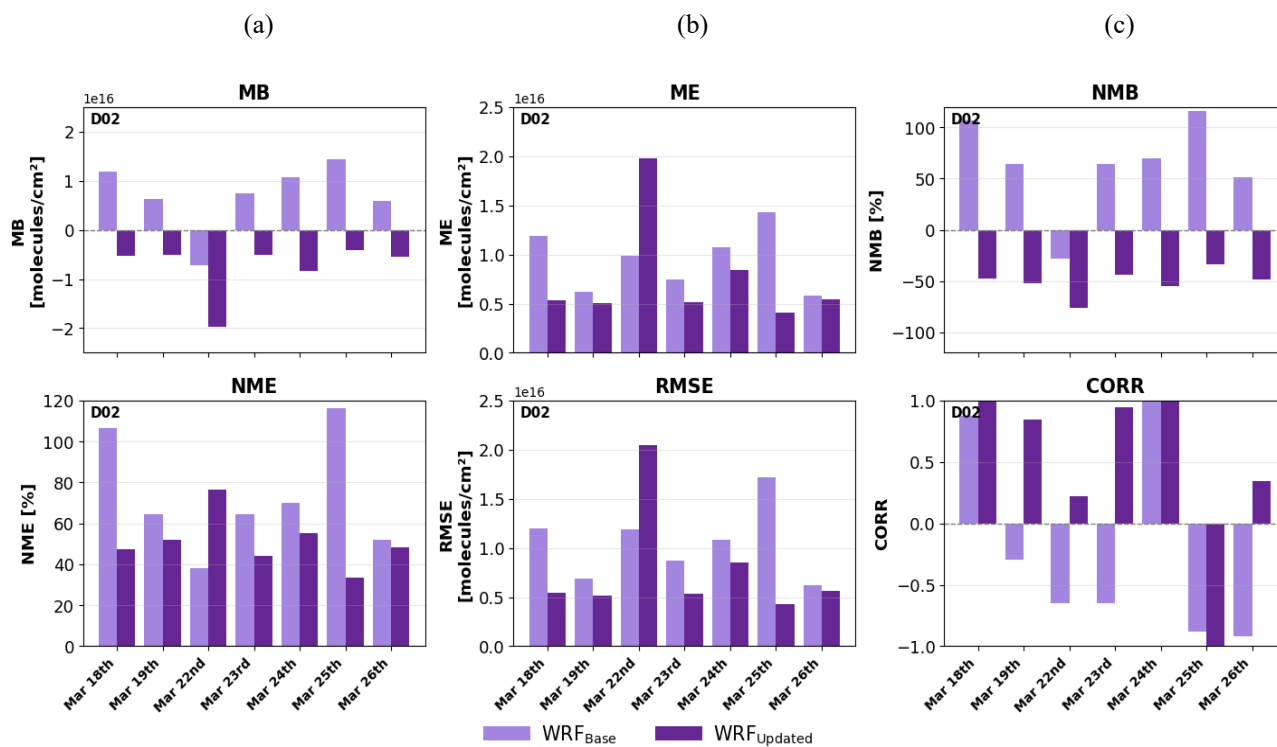 (a)
(b)
(c)
MB
1e16
D02
MB
[molecules/cm²]
2
1
0
−1
−2
ME
1e16
D02
ME
[molecules/cm²]
2.5
2.0
1.5
1.0
0.5
0.0
NMB
D02
NMB [%]
100
50
0
−50
−100
NME
D02
NME [%]
120
100
80
60
40
20
0
Mar 18th
Mar 19th
Mar 22nd
Mar 23rd
Mar 24th
Mar 25th
Mar 26th
RMSE
1e16
D02
RMSE
[molecules/cm²]
2.5
2.0
1.5
1.0
0.5
0.0
Mar 18th
Mar 19th
Mar 22nd
Mar 23rd
Mar 24th
Mar 25th
Mar 26th
CORR
D02
CORR
1.0
0.5
0.0
−0.5
−1.0
Mar 18th
Mar 19th
Mar 22nd
Mar 23rd
Mar 24th
Mar 25th
Mar 26th
WRF_Base
WRF_Updated